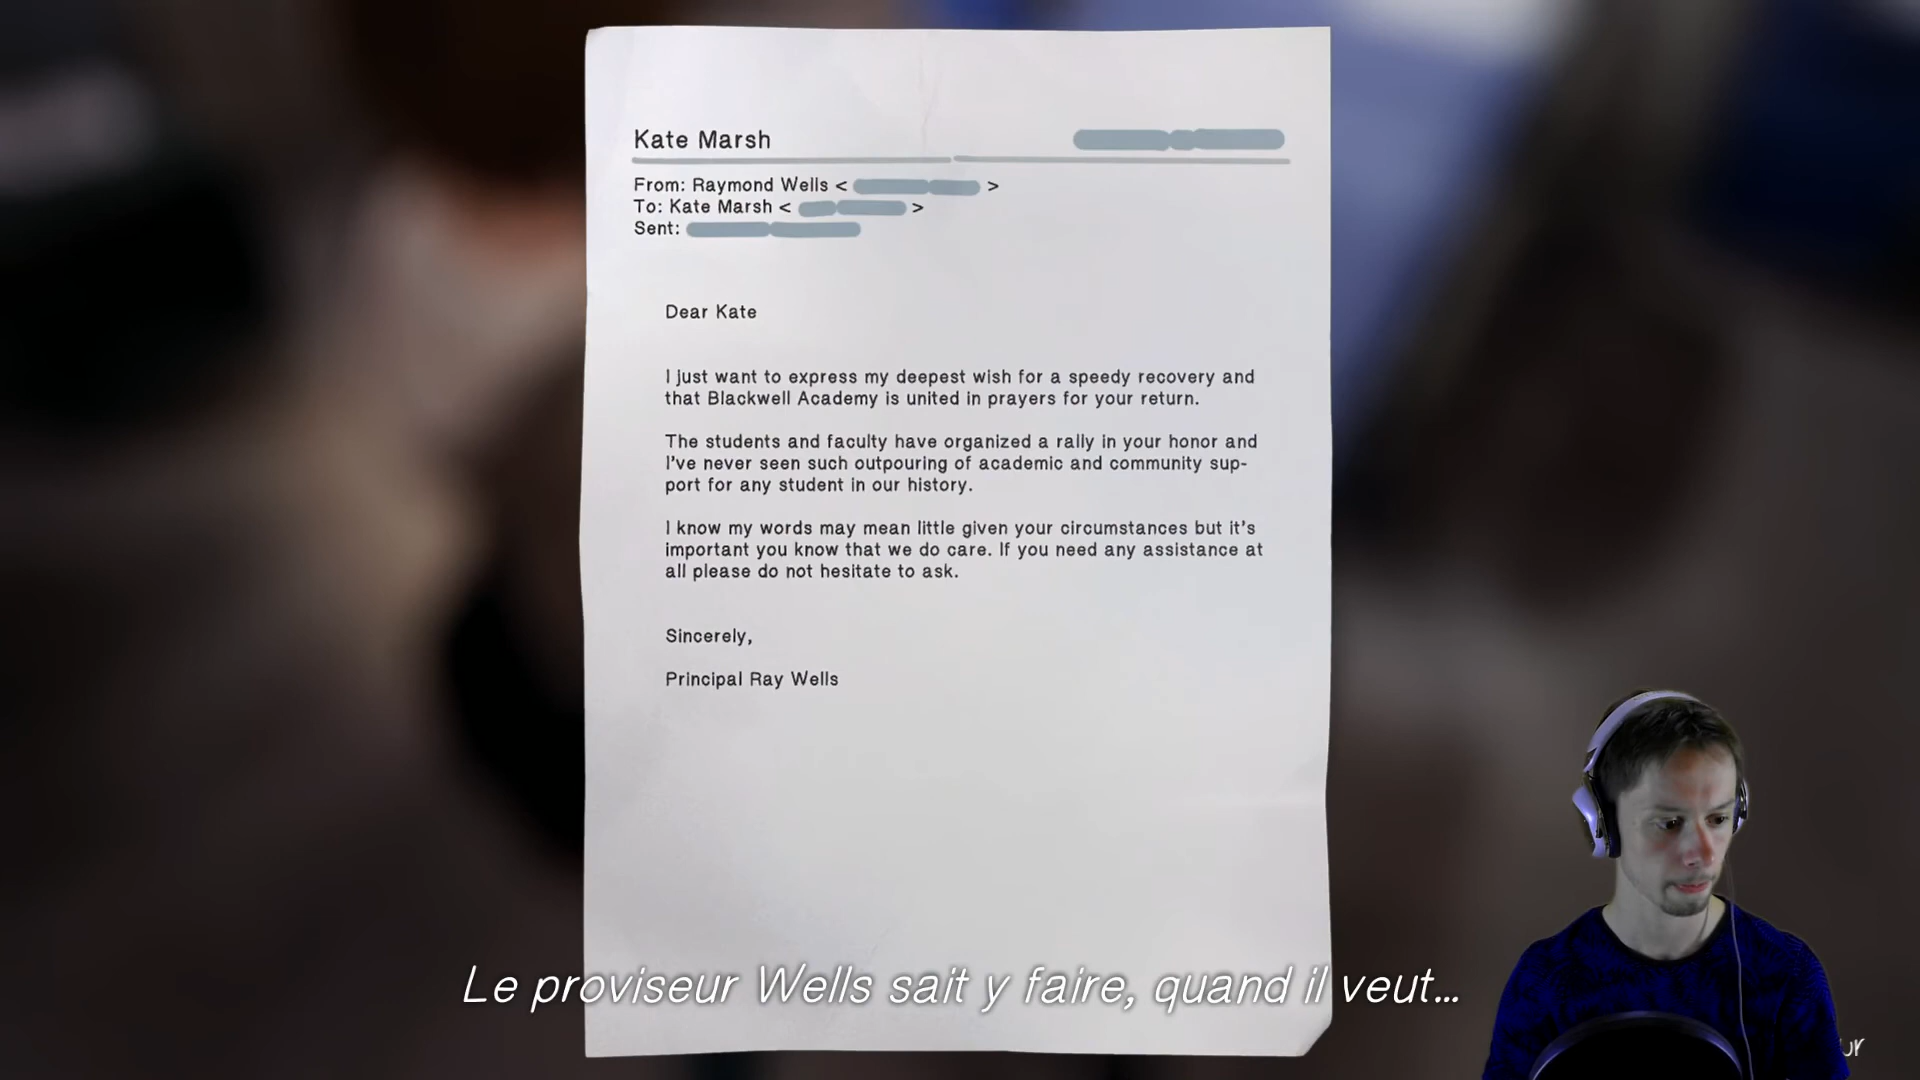 Kate Marsh
From: Raymond Wells < >
To: Kate Marsh < >
Sent:
Dear Kate
I just want to express my deepest wish for a speedy recovery and
that Blackwell Academy is united in prayers for your return.
The students and faculty have organized a rally in your honor and
I've never seen such outpouring of academic and community sup-
port for any student in our history.
I know my words may mean little given your circumstances but it's
important you know that we do care. If you need any assistance at
all please do not hesitate to ask.
Sincerely,
Principal Ray Wells
Le proviseur Wells sait y faire, quand il veut...